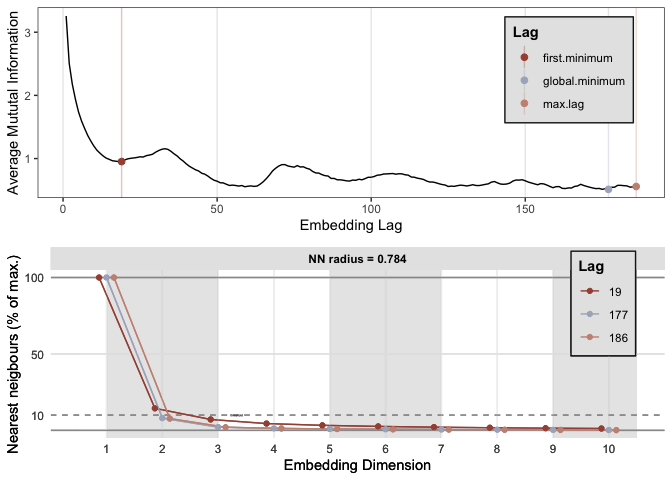 Average Mututal Information
3
2
1
Lag
first.minimum
global.minimum
max.lag
0
50
100
150
Embedding Lag
NN radius = 0.784
Nearest neigbours (% of max.)
100
50
10
Lag
19
177
186
1
2
3
4
5
6
7
8
9
10
Embedding Dimension